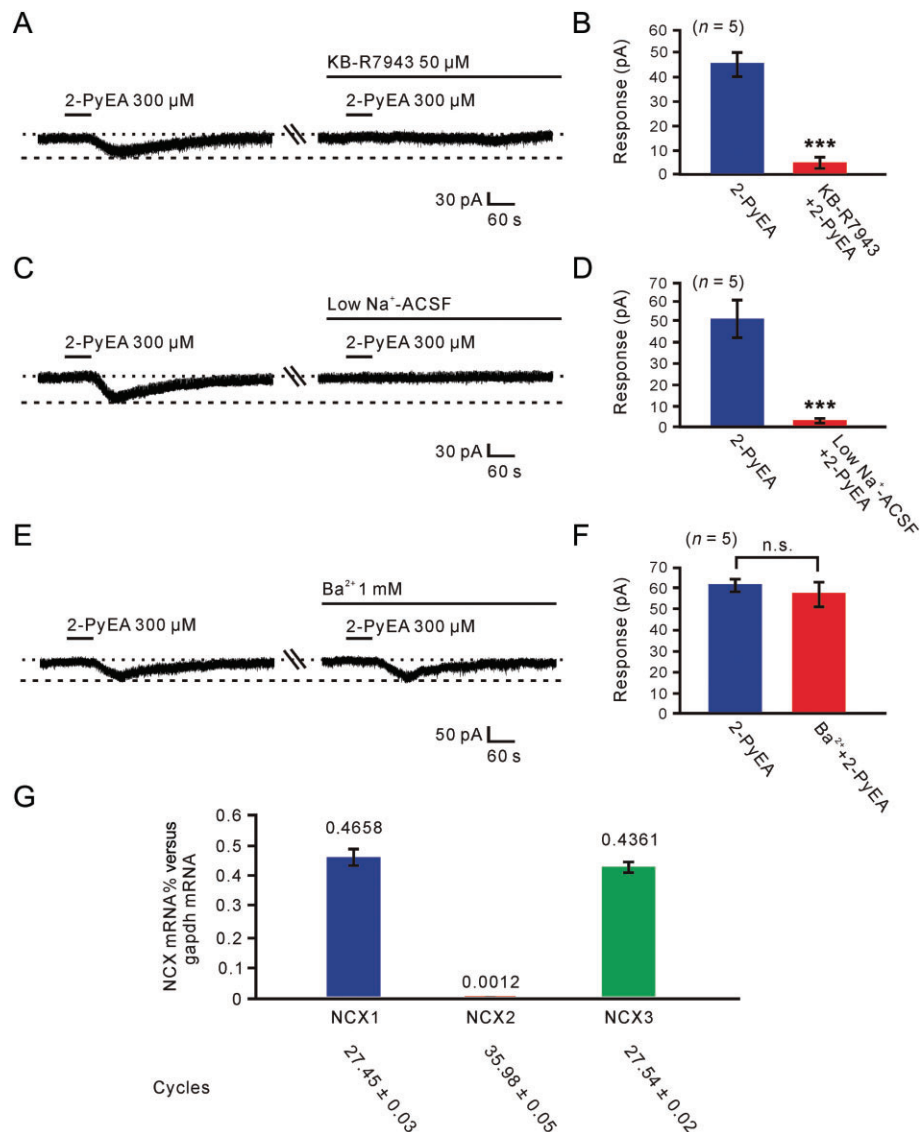 A
KB-R7943 50 µM
2-PyEA 300 µM
2-PyEA 300 µM
30 pA
60 s
B
(n = 5)
Response (pA)
60
50
40
30
20
10
0
***
2-PyEA
KB-R7943
+2-PyEA
C
Low Na⁺-ACSF
2-PyEA 300 µM
2-PyEA 300 µM
30 pA
60 s
D
(n = 5)
Response (pA)
70
60
50
40
30
20
10
0
***
2-PyEA
Low Na⁺-ACSF
+2-PyEA
E
Ba²⁺ 1 mM
2-PyEA 300 µM
2-PyEA 300 µM
50 pA
60 s
F
(n = 5)
n.s.
Response (pA)
70
60
50
40
30
20
10
0
2-PyEA
Ba²⁺+2-PyEA
G
NCX mRNA% versus
gapdh mRNA
0.6
0.5
0.4
0.3
0.2
0.1
0
0.4658
0.0012
0.4361
NCX1 NCX2 NCX3
Cycles
27.45 ± 0.03
35.98 ± 0.05
27.54 ± 0.02